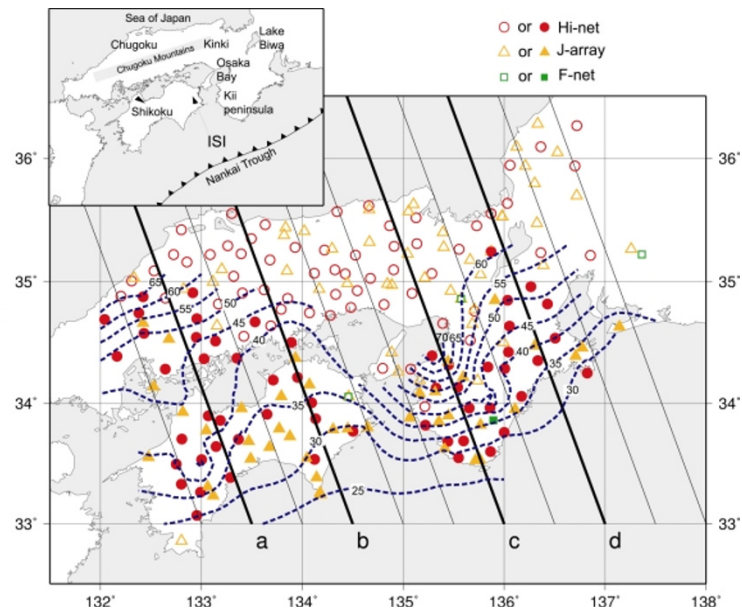 Sea of Japan
Lake
Biwa
Chugoku
Kinki
Chugoku Mountains
Osaka
Bay
Kii
peninsula
Shikoku
ISI
Nankai Trough
or Hi-net
or J-array
or F-net
36°
36°
35°
35°
34°
34°
33°
33°
65
60
55
50
45
40
35
30
25
70
65
60
55
50
45
40
35
30
a
b
c
d
132°
133°
134°
135°
136°
137°
138°